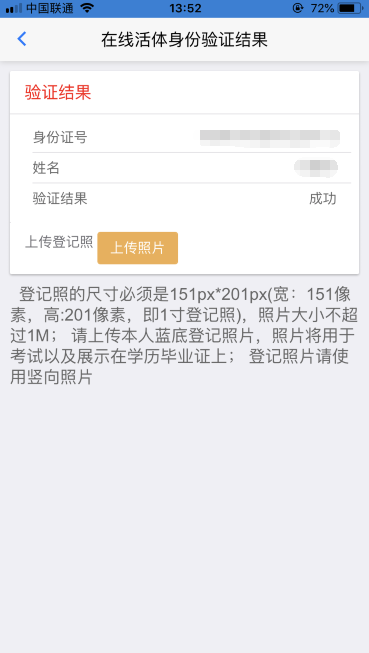 中国联通 13:52 72%
在线活体身份验证结果
验证结果
身份证号
姓名
验证结果 成功
上传登记照 上传照片
登记照的尺寸必须是151px*201px(宽：151像
素，高:201像素，即1寸登记照)，照片大小不超
过1M； 请上传本人蓝底登记照片，照片将用于
考试以及展示在学历毕业证上； 登记照片请使
用竖向照片